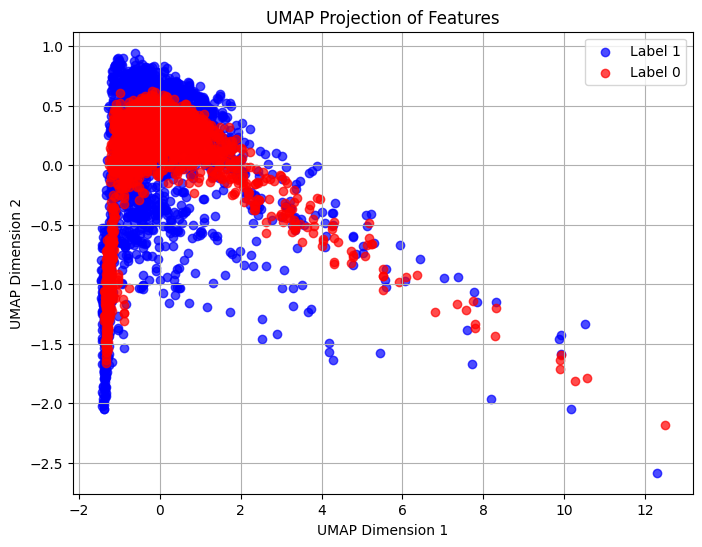 UMAP Projection of Features
Label 1
Label 0
1.0
0.5
0.0
−0.5
−1.0
−1.5
−2.0
−2.5
UMAP Dimension 2
−2 0 2 4 6 8 10 12
UMAP Dimension 1